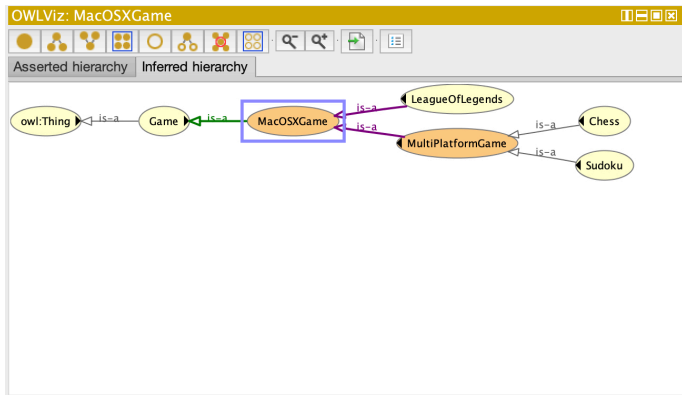 OWLViz: MacOSXGame
Asserted hierarchy
Inferred hierarchy
owl:Thing
is-a
Game
is-a
MacOSXGame
is-a
LeagueOfLegends
is-a
MultiPlatformGame
is-a
Chess
is-a
Sudoku